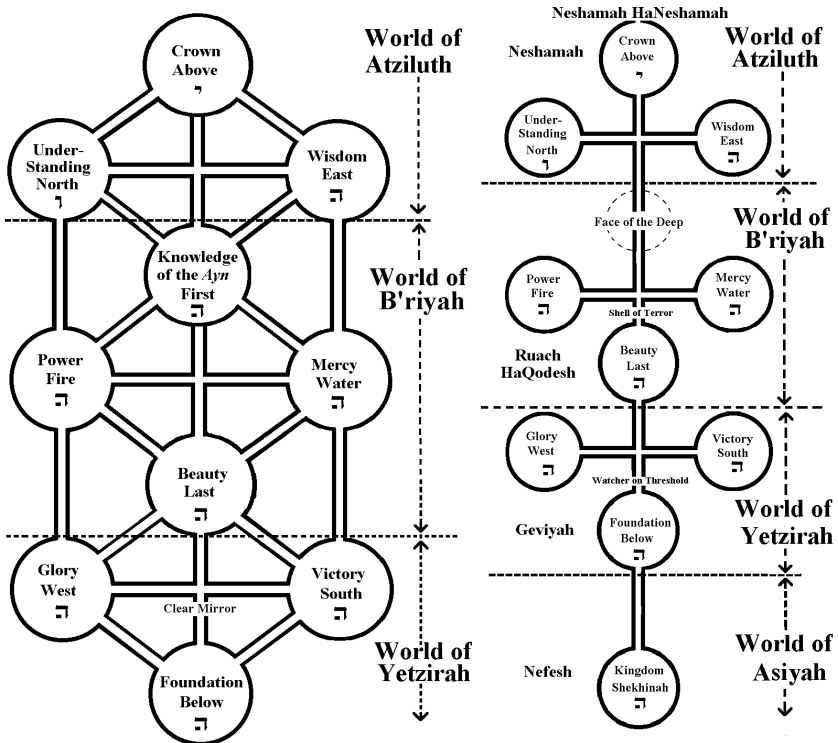 Crown
Above
י
Under-
Standing
North
ו
Wisdom
East
ה
Knowledge
of the Ayn
First
ה
Power
Fire
ה
Mercy
Water
ה
Beauty
Last
ה
Glory
West
ה
Victory
South
ה
Clear Mirror
Foundation
Below
ה
World of
Atziluth
World of
B'riyah
World of
Yetzirah
Neshamah HaNeshamah
Neshamah
Crown
Above
י
Under-
Standing
North
ו
Wisdom
East
ה
World of
Atziluth
Face of the Deep
Power
Fire
ה
Mercy
Water
ה
Shell of Terror
Ruach
HaQodesh
Beauty
Last
ה
World of
B'riyah
Glory
West
ה
Victory
South
ה
Watcher on Threshold
Geviyah
Foundation
Below
ה
World of
Yetzirah
Nefesh
Kingdom
Shekhinah
ה
World of
Asiyah